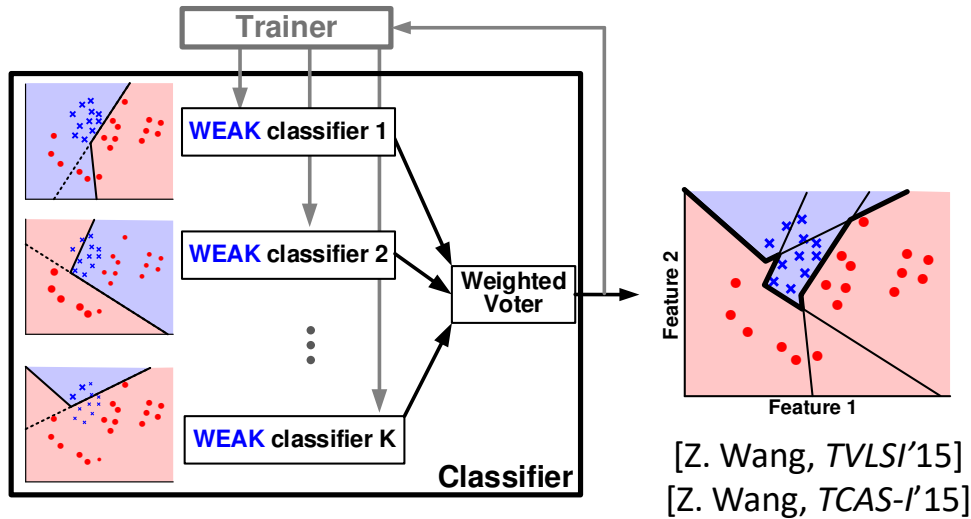 Trainer
WEAK classifier 1
WEAK classifier 2
WEAK classifier K
Weighted
Voter
Classifier
Feature 2
Feature 1
[Z. Wang, TVLSI'15]
[Z. Wang, TCAS-I'15]